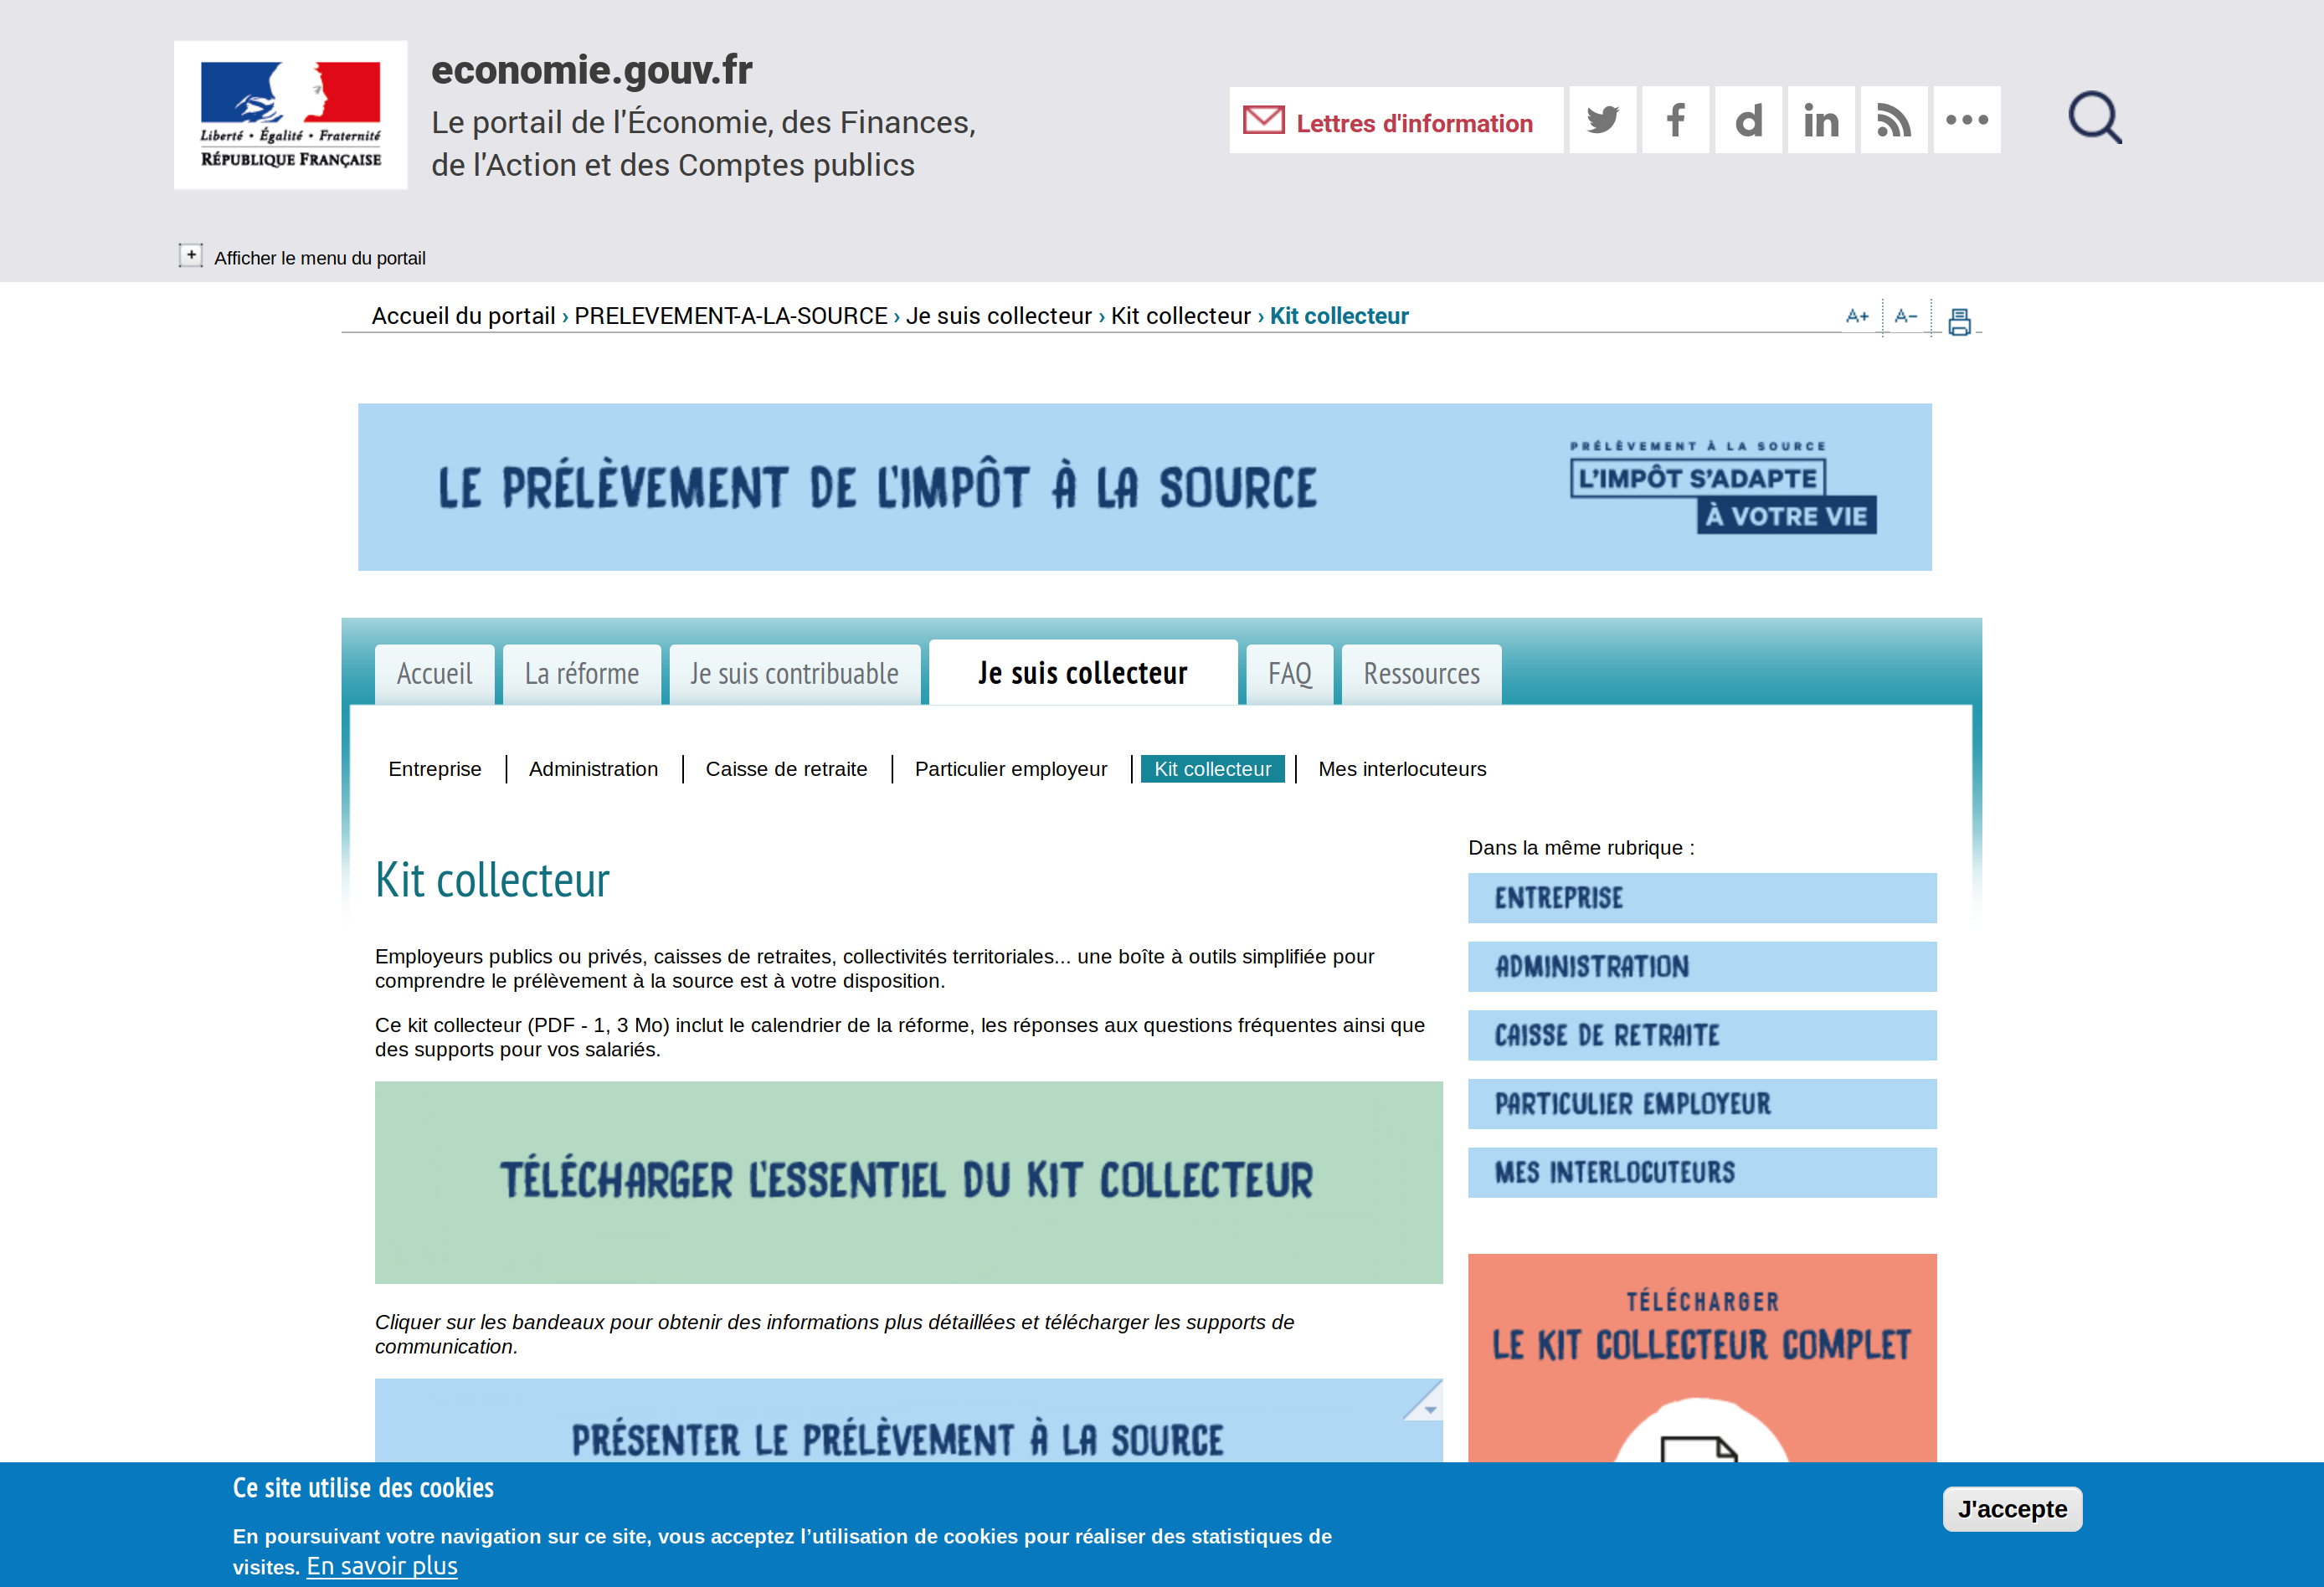 Liberté • Égalité • Fraternité
RÉPUBLIQUE FRANÇAISE
economie.gouv.fr
Le portail de l'Économie, des Finances,
de l'Action et des Comptes publics
Lettres d'information
Afficher le menu du portail
Accueil du portail › PRELEVEMENT-A-LA-SOURCE › Je suis collecteur › Kit collecteur › Kit collecteur
A+ A−
LE PRÉLÈVEMENT DE L'IMPÔT À LA SOURCE
PRÉLÈVEMENT À LA SOURCE
L'IMPÔT S'ADAPTE
À VOTRE VIE
Accueil
La réforme
Je suis contribuable
Je suis collecteur
FAQ
Ressources
Entreprise
Administration
Caisse de retraite
Particulier employeur
Kit collecteur
Mes interlocuteurs
Kit collecteur
Employeurs publics ou privés, caisses de retraites, collectivités territoriales... une boîte à outils simplifiée pour
comprendre le prélèvement à la source est à votre disposition.
Ce kit collecteur (PDF - 1, 3 Mo) inclut le calendrier de la réforme, les réponses aux questions fréquentes ainsi que
des supports pour vos salariés.
TÉLÉCHARGER L'ESSENTIEL DU KIT COLLECTEUR
Cliquer sur les bandeaux pour obtenir des informations plus détaillées et télécharger les supports de
communication.
PRÉSENTER LE PRÉLÈVEMENT À LA SOURCE
Dans la même rubrique :
ENTREPRISE
ADMINISTRATION
CAISSE DE RETRAITE
PARTICULIER EMPLOYEUR
MES INTERLOCUTEURS
TÉLÉCHARGER
LE KIT COLLECTEUR COMPLET
Ce site utilise des cookies
En poursuivant votre navigation sur ce site, vous acceptez l’utilisation de cookies pour réaliser des statistiques de
visites. En savoir plus
J'accepte